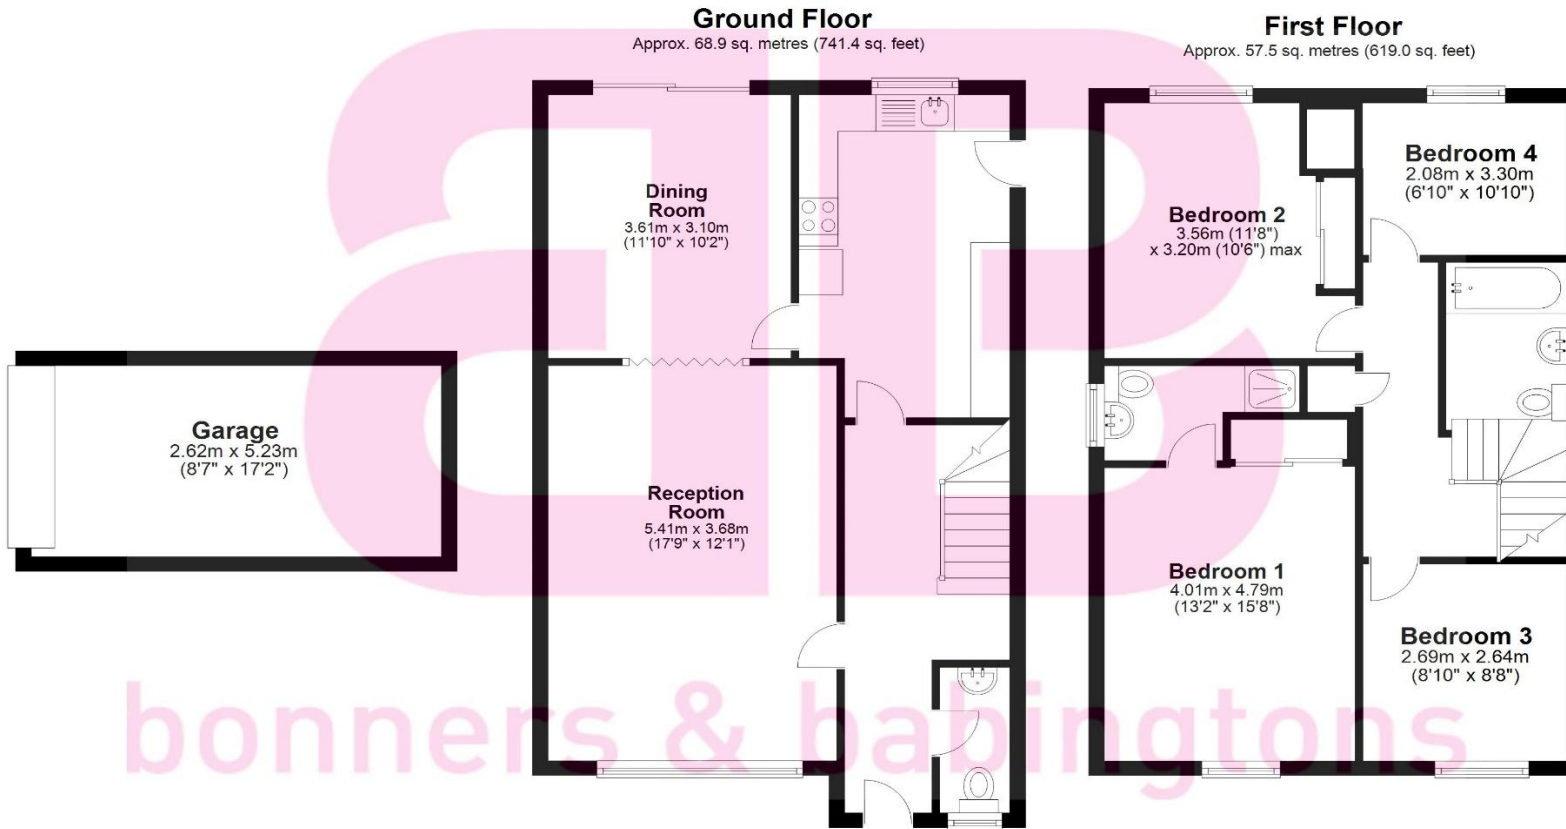 Ground Floor
Approx. 68.9 sq. metres (741.4 sq. feet)
First Floor
Approx. 57.5 sq. metres (619.0 sq. feet)
Dining
Room
3.61m x 3.10m
(11'10" x 10'2")
Bedroom 4
2.08m x 3.30m
(6'10" x 10'10")
Bedroom 2
3.56m (11'8")
x 3.20m (10'6") max
Garage
2.62m x 5.23m
(8'7" x 17'2")
Reception
Room
5.41m x 3.68m
(17'9" x 12'1")
Bedroom 1
4.01m x 4.79m
(13'2" x 15'8")
Bedroom 3
2.69m x 2.64m
(8'10" x 8'8")
aB
bonners & babingtons